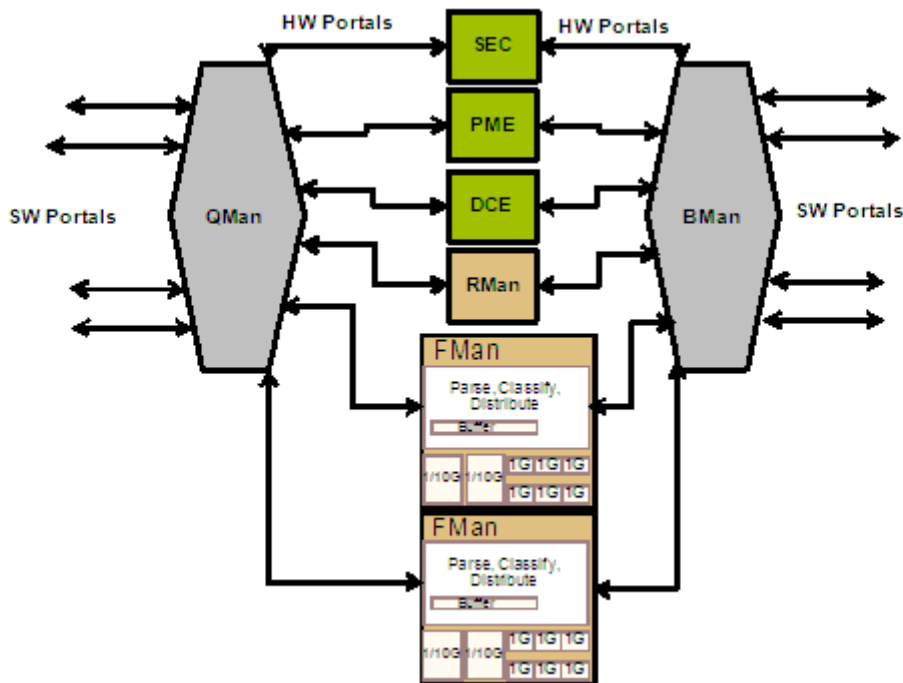 HW Portals
HW Portals
SEC
PME
SW Portals
QMan
DCE
BMan
SW Portals
RMan
FMan
Parse, Classify,
Distribute
Buffer
1/10G 1/10G 1G 1G 1G
1G 1G 1G
FMan
Parse, Classify,
Distribute
Buffer
1/10G 1/10G 1G 1G 1G
1G 1G 1G